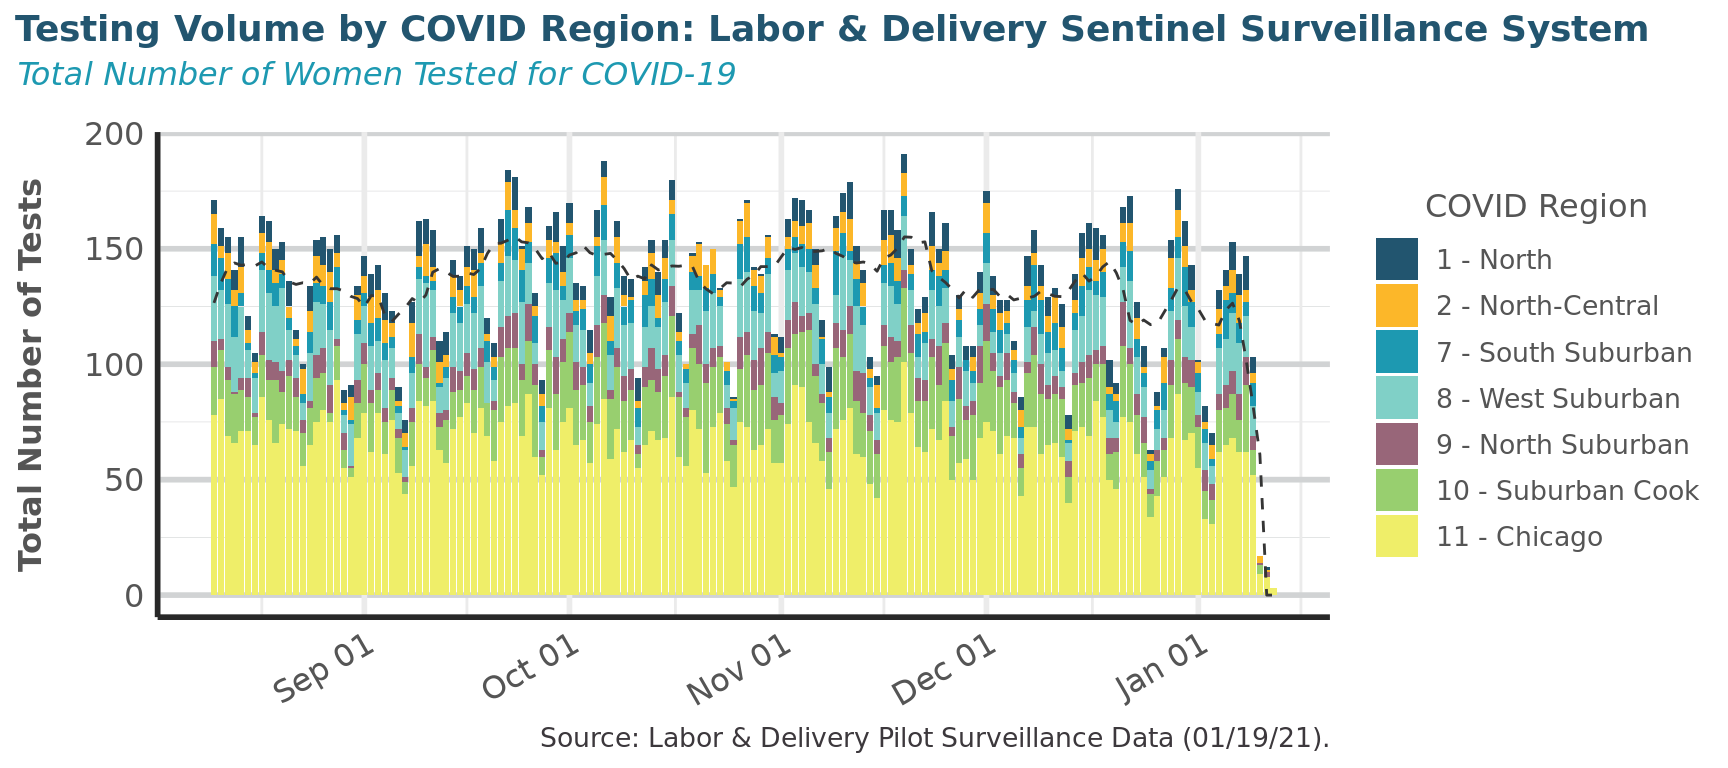 Testing Volume by COVID Region: Labor & Delivery Sentinel Surveillance System
Total Number of Women Tested for COVID-19
Total Number of Tests
200
150
100
50
0
Sep 01
Oct 01
Nov 01
Dec 01
Jan 01
COVID Region
1 - North
2 - North-Central
7 - South Suburban
8 - West Suburban
9 - North Suburban
10 - Suburban Cook
11 - Chicago
Source: Labor & Delivery Pilot Surveillance Data (01/19/21).